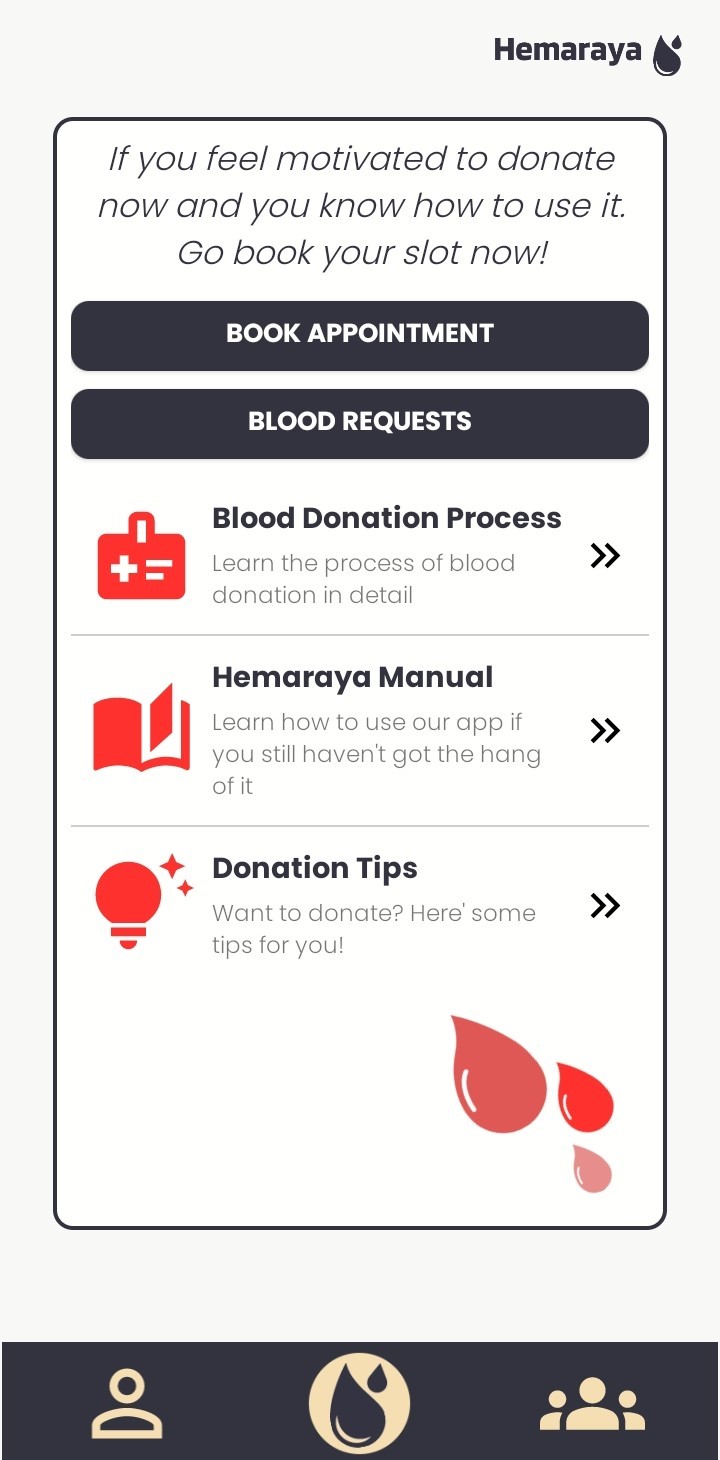 Hemaraya
If you feel motivated to donate
now and you know how to use it.
Go book your slot now!
BOOK APPOINTMENT
BLOOD REQUESTS
Blood Donation Process
Learn the process of blood
donation in detail
Hemaraya Manual
Learn how to use our app if
you still haven't got the hang
of it
Donation Tips
Want to donate? Here' some
tips for you!